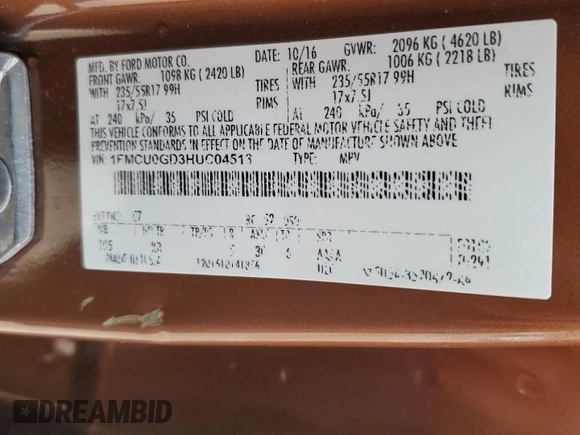 MFD. BY FORD MOTOR CO. DATE: 10/16 GVWR: 2096 KG ( 4620 LB)
FRONT GAWR: 1098 KG ( 2420 LB) REAR GAWR: 1006 KG ( 2218 LB)
WITH 235/55R17 99H TIRES WITH 235/55R17 99H TIRES
17x7.5J RIMS 17x7.5J RIMS
AT 240 kPa/ 35 PSI COLD AT 240 kPa/ 35 PSI COLD
THIS VEHICLE CONFORMS TO ALL APPLICABLE FEDERAL MOTOR VEHICLE SAFETY AND THEFT
PREVENTION STANDARDS IN EFFECT ON THE DATE OF MANUFACTURE SHOWN ABOVE.
VIN: 1FMCU0GD3HUC04513 TYPE: MPV
EXT PNT:
WB
MADE IN U.S.A.
DREAMBID